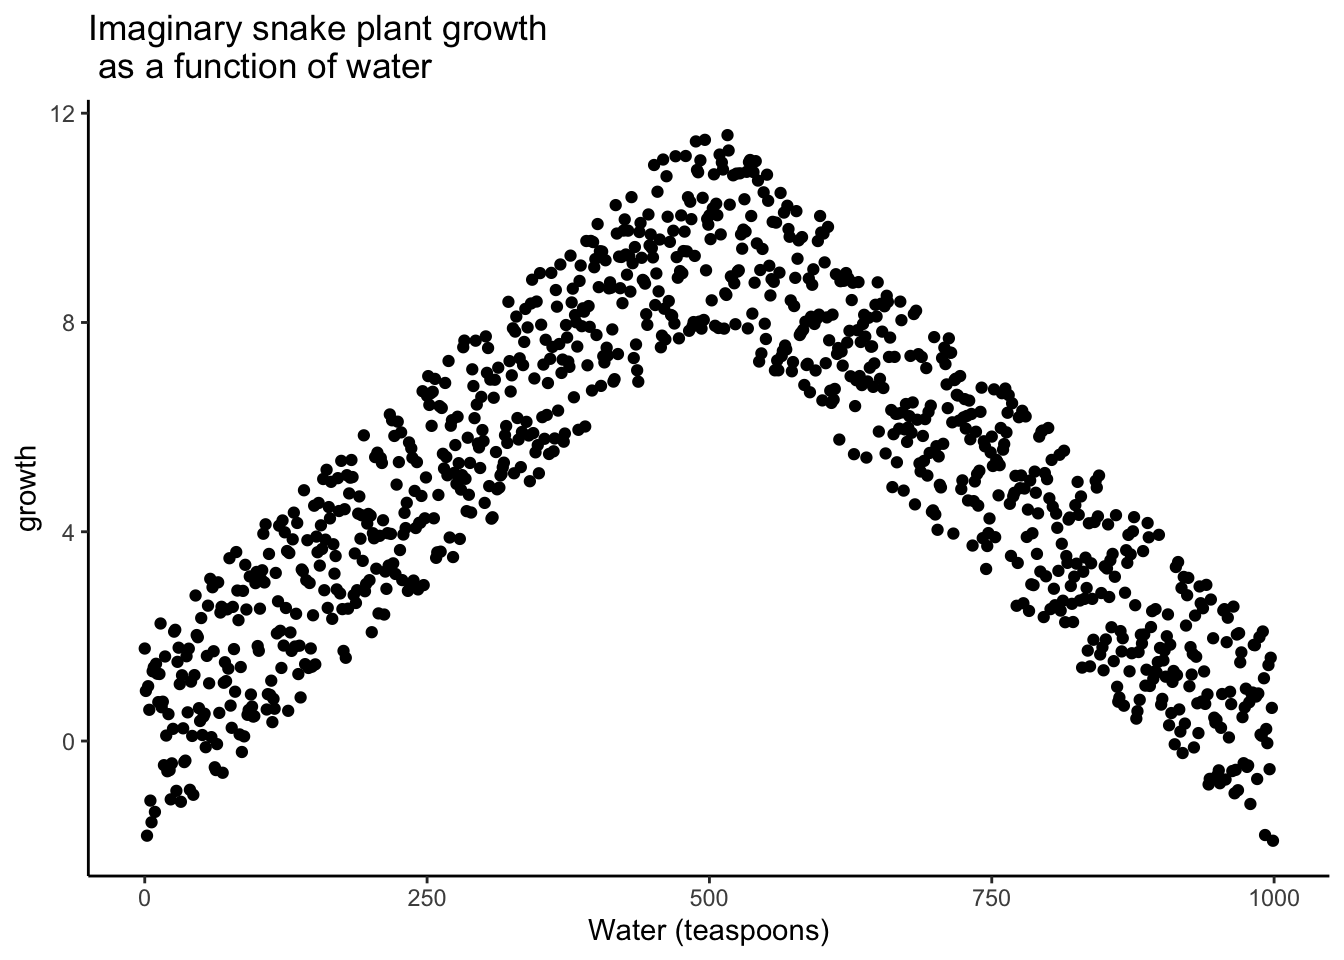 Imaginary snake plant growth
as a function of water
12
8
4
0
growth
0 250 500 750 1000
Water (teaspoons)